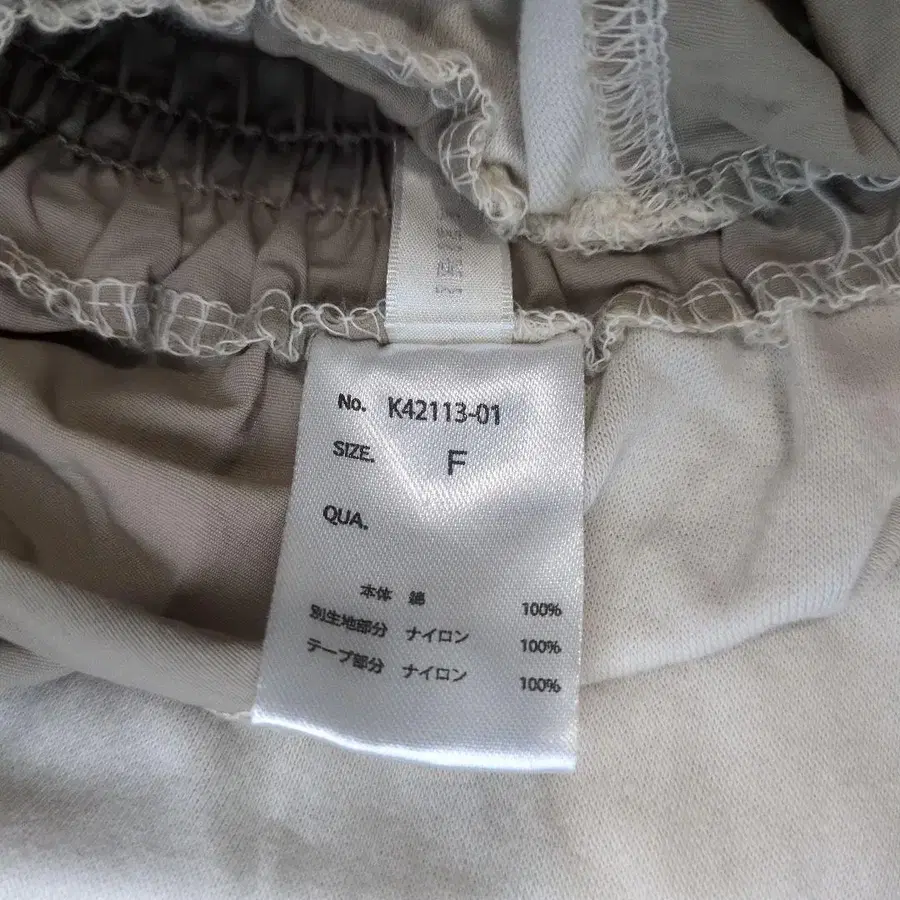 No. K42113-01
SIZE. F
QUA.
本体 綿 100%
別生地部分 ナイロン 100%
テープ部分 ナイロン 100%